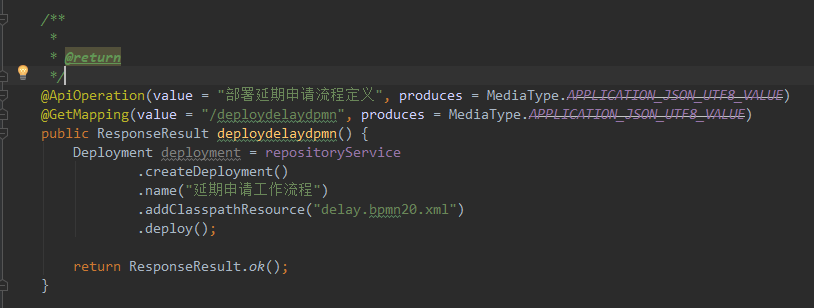 /**
*
* @return
*/
@ApiOperation(value = "部署延期申请流程定义", produces = MediaType.APPLICATION_JSON_UTF8_VALUE)
@GetMapping(value = "/deploydelaydpmn", produces = MediaType.APPLICATION_JSON_UTF8_VALUE)
public ResponseResult deploydelaydpmn() {
Deployment deployment = repositoryService
.createDeployment()
.name("延期申请工作流程")
.addClasspathResource("delay.bpmn20.xml")
.deploy();
return ResponseResult.ok();
}